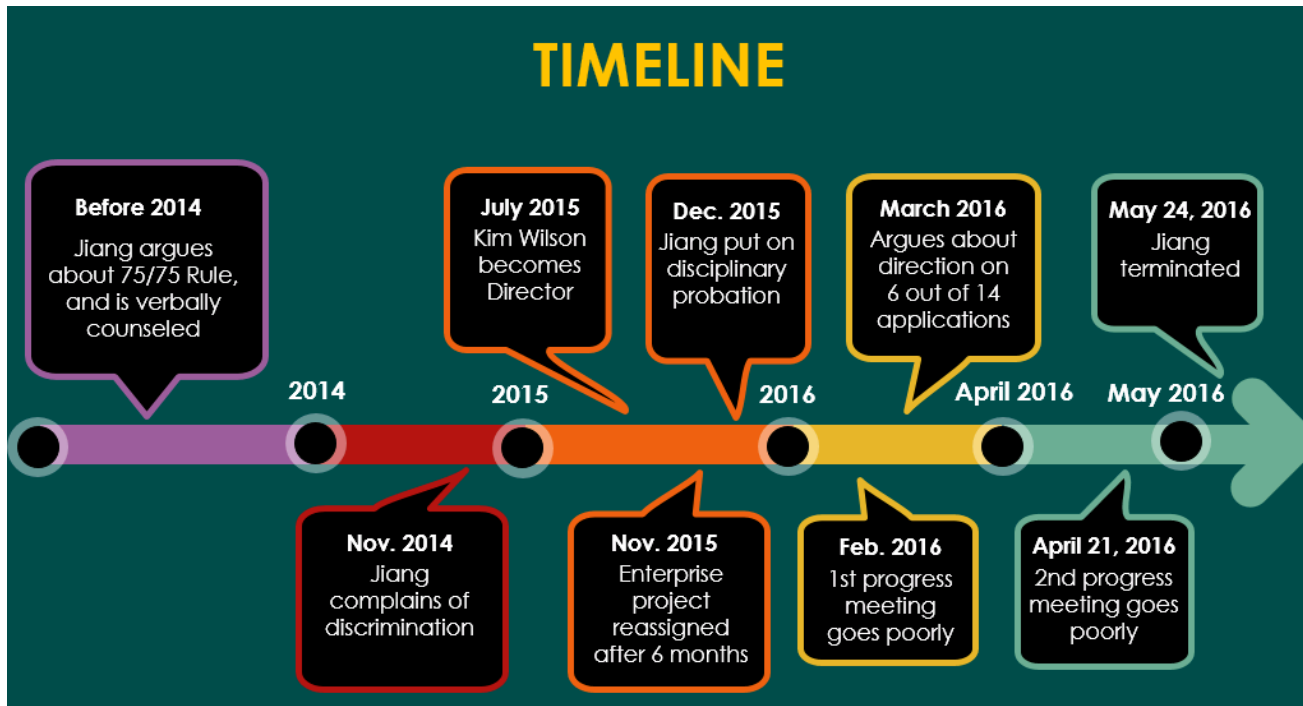 TIMELINE
Before 2014
Jiang argues
about 75/75 Rule,
and is verbally
counseled
July 2015
Kim Wilson
becomes
Director
Dec. 2015
Jiang put on
disciplinary
probation
March 2016
Argues about
direction on
6 out of 14
applications
May 24, 2016
Jiang
terminated
2014
2015
2016
April 2016
May 2016
Nov. 2014
Jiang
complains of
discrimination
Nov. 2015
Enterprise
project
reassigned
after 6 months
Feb. 2016
1st progress
meeting
goes poorly
April 21, 2016
2nd progress
meeting goes
poorly